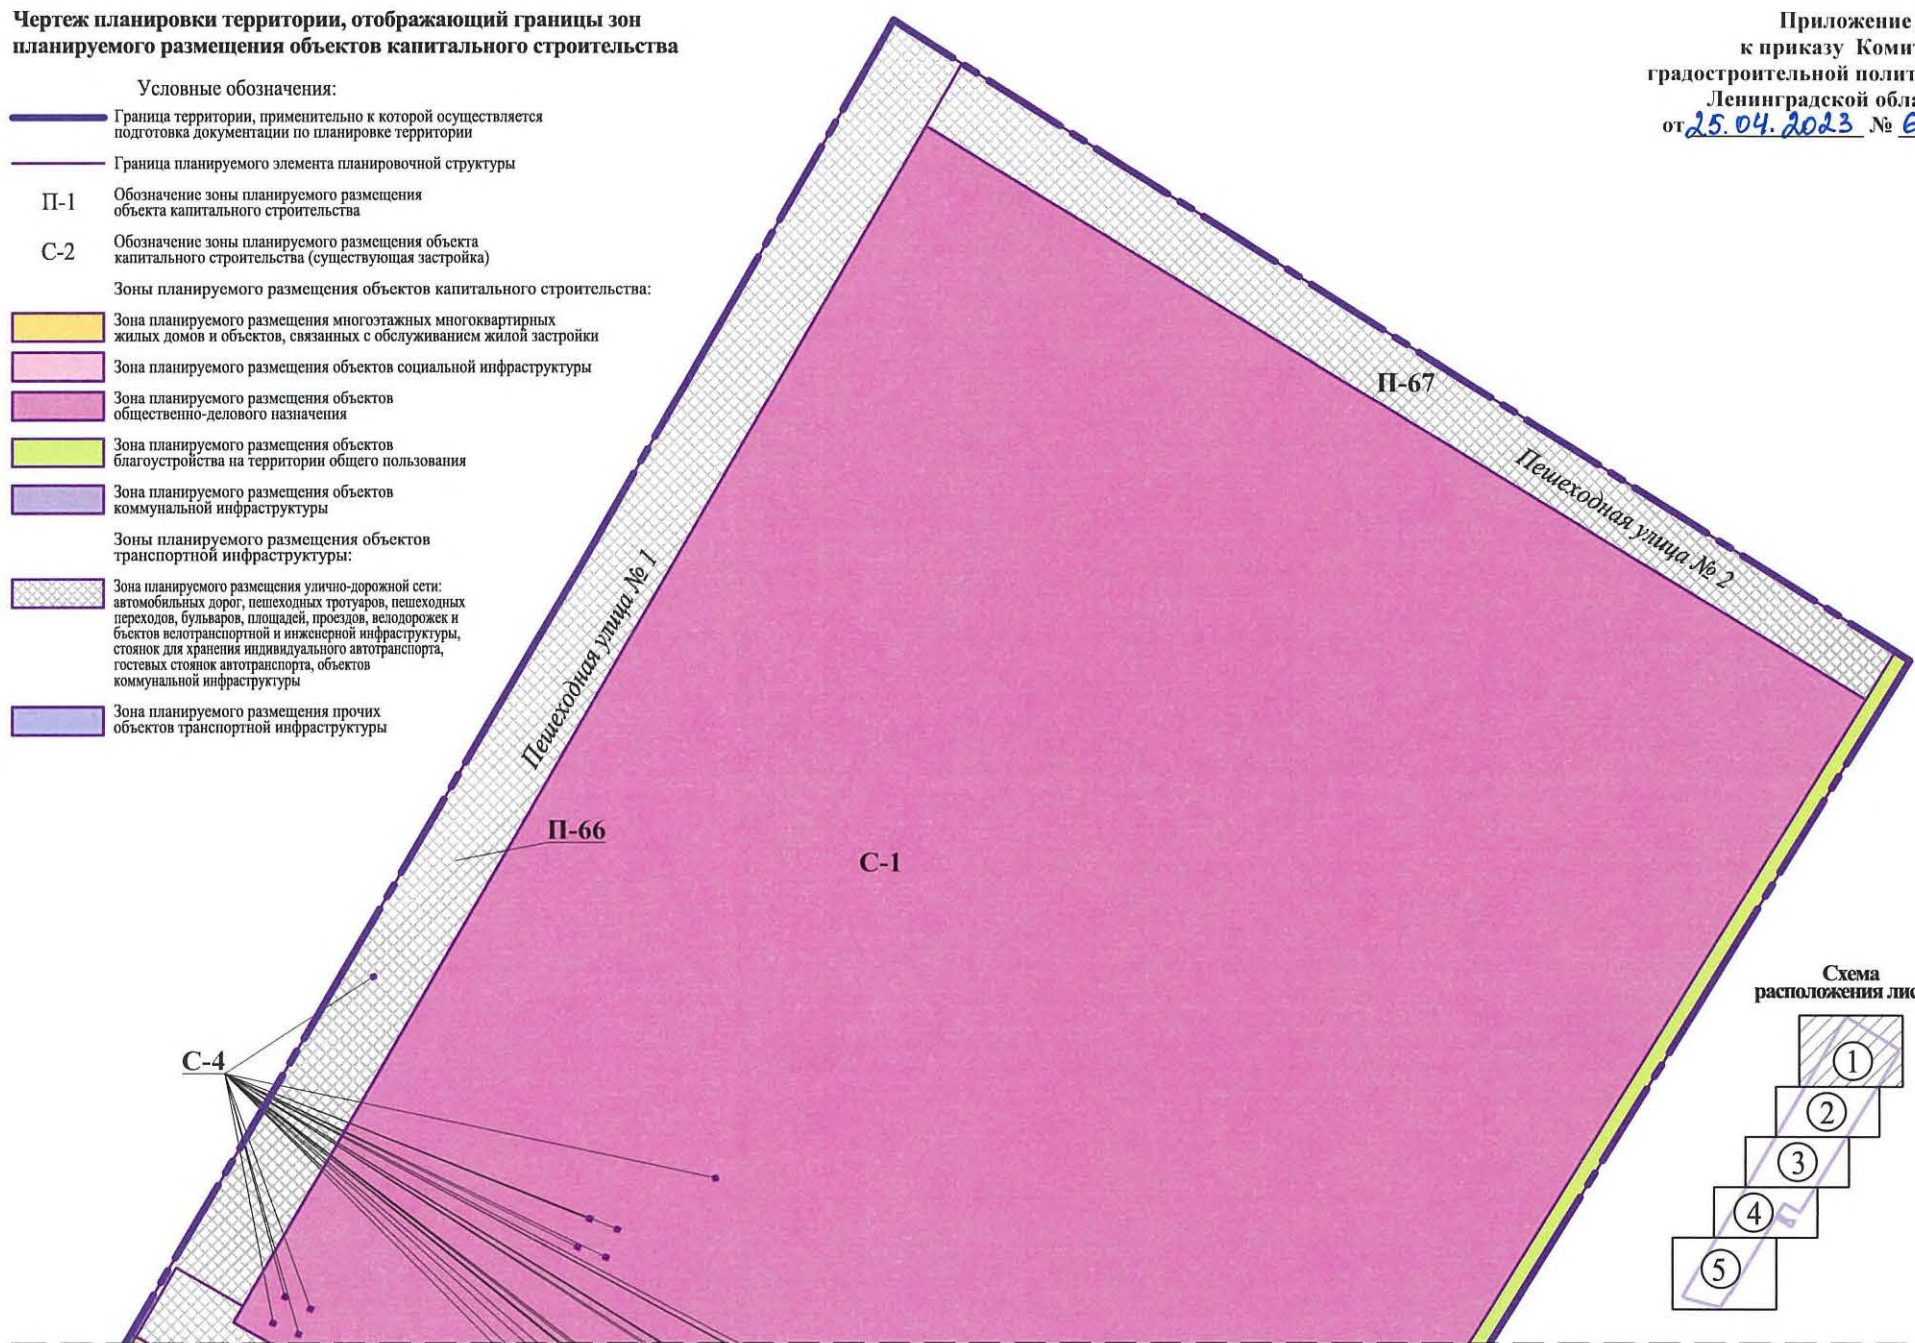 Чертеж планировки территории, отображающий границы зон
планируемого размещения объектов капитального строительства
Условные обозначения:
Граница территории, применительно к которой осуществляется
подготовка документации по планировке территории
Граница планируемого элемента планировочной структуры
П-1
Обозначение зоны планируемого размещения
объекта капитального строительства
С-2
Обозначение зоны планируемого размещения объекта
капитального строительства (существующая застройка)
Зоны планируемого размещения объектов капитального строительства:
Зона планируемого размещения многоэтажных многоквартирных
жилых домов и объектов, связанных с обслуживанием жилой застройки
Зона планируемого размещения объектов социальной инфраструктуры
Зона планируемого размещения объектов
общественно-делового назначения
Зона планируемого размещения объектов
благоустройства на территории общего пользования
Зона планируемого размещения объектов
коммунальной инфраструктуры
Зоны планируемого размещения объектов
транспортной инфраструктуры:
Зона планируемого размещения улично-дорожной сети:
автомобильных дорог, пешеходных тротуаров, пешеходных
переходов, бульваров, площадей, проездов, велодорожек и
бъектов велотранспортной и инженерной инфраструктуры,
стоянок для хранения индивидуального автотранспорта,
гостевых стоянок автотранспорта, объектов
коммунальной инфраструктуры
Зона планируемого размещения прочих
объектов транспортной инфраструктуры
Приложение
к приказу Комит
градостроительной полит
Ленинградской обла
от 25.04.2023 № 6
П-67
Пешеходная улица № 2
Пешеходная улица № 1
П-66
С-1
С-4
Схема
расположения лис
1
2
3
4
5